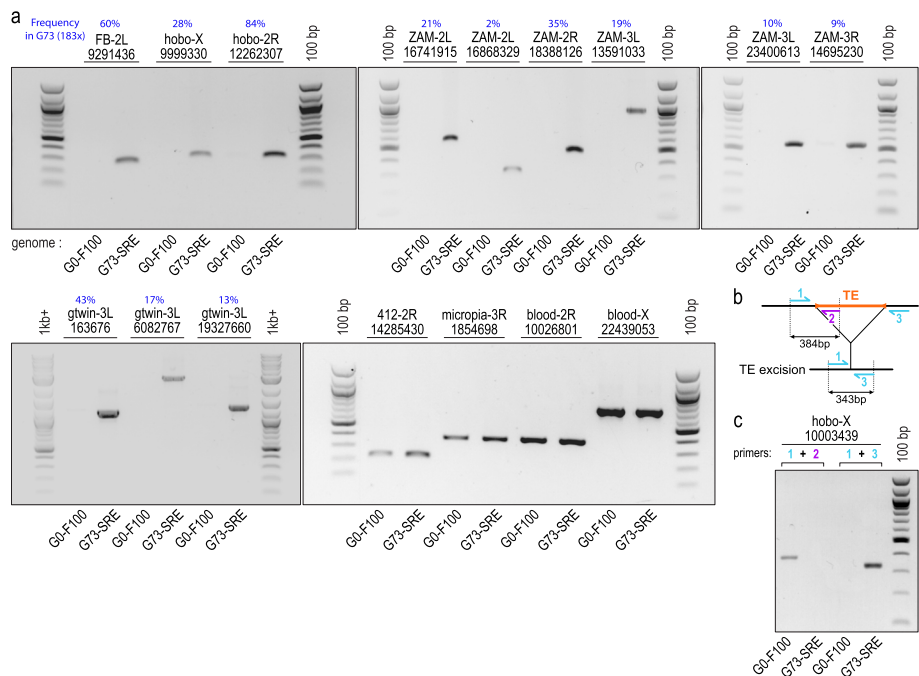 a
Frequency
in G73 (183x)
60% 28% 84%
FB-2L hobo-X hobo-2R
9291436 9999330 12262307
100 bp
21% 2% 35% 19%
100 bp
ZAM-2L ZAM-2L ZAM-2R ZAM-3L
16741915 16868329 18388126 13591033
100 bp
10% 9%
100 bp
ZAM-3L ZAM-3R
23400613 14695230
100 bp
genome :
G0-F100 G73-SRE G0-F100 G73-SRE G0-F100 G73-SRE
G0-F100 G73-SRE G0-F100 G73-SRE G0-F100 G73-SRE G0-F100 G73-SRE
G0-F100 G73-SRE G0-F100 G73-SRE
1kb+
43% 17% 13%
gtwin-3L gtwin-3L gtwin-3L
163676 6082767 19327660
1kb+
100 bp
412-2R micropia-3R blood-2R blood-X
14285430 1854698 10026801 22439053
100 bp
G0-F100 G73-SRE G0-F100 G73-SRE G0-F100 G73-SRE
G0-F100 G73-SRE G0-F100 G73-SRE G0-F100 G73-SRE G0-F100 G73-SRE
b
TE
1
2
3
384bp
1
TE excision
3
343bp
c
hobo-X
10003439
primers: 1 + 2 1 + 3
100 bp
G0-F100 G73-SRE G0-F100 G73-SRE